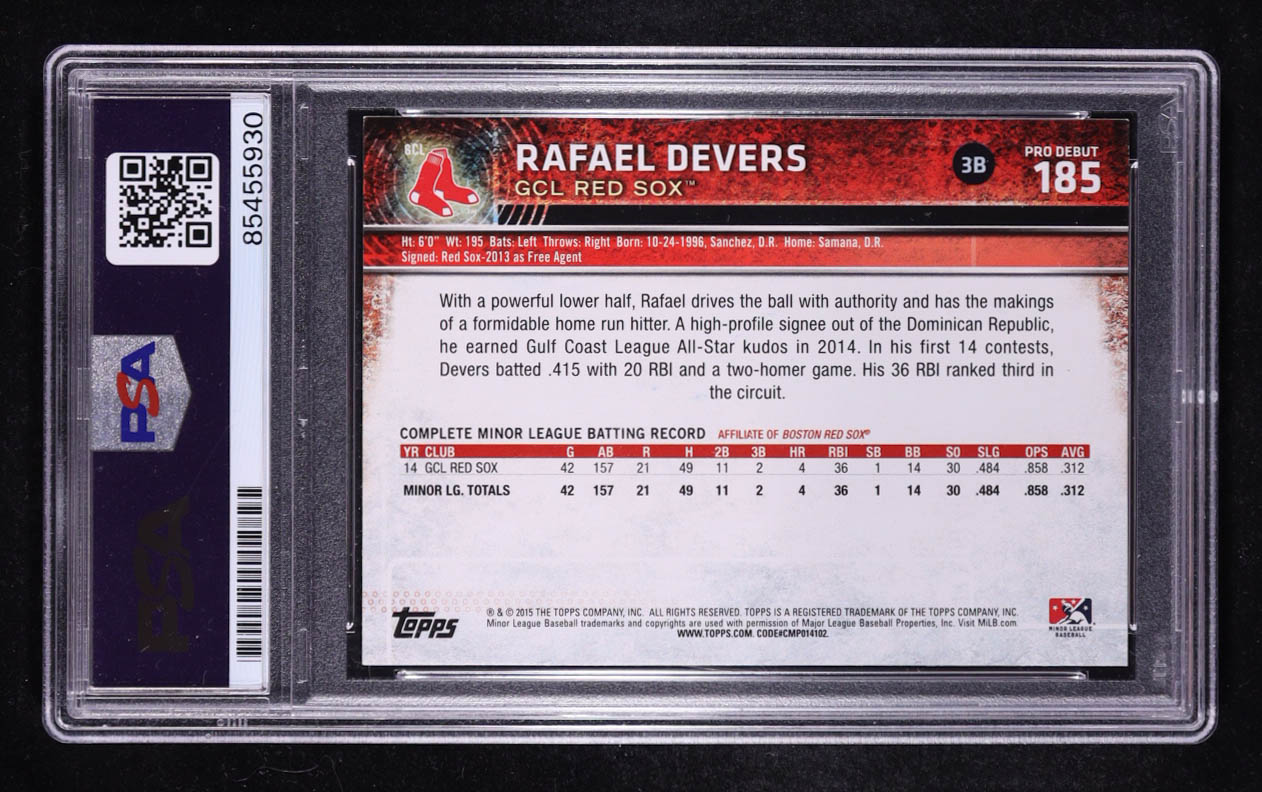 85455930
PSA
PSA
GCL
RAFAEL DEVERS
GCL RED SOX™
3B
PRO DEBUT
185
Ht: 6'0" Wt: 195 Bats: Left Throws: Right Born: 10-24-1996, Sanchez, D.R. Home: Samana, D.R.
Signed: Red Sox-2013 as Free Agent
With a powerful lower half, Rafael drives the ball with authority and has the makings
of a formidable home run hitter. A high-profile signee out of the Dominican Republic,
he earned Gulf Coast League All-Star kudos in 2014. In his first 14 contests,
Devers batted .415 with 20 RBI and a two-homer game. His 36 RBI ranked third in
the circuit.
COMPLETE MINOR LEAGUE BATTING RECORD AFFILIATE OF BOSTON RED SOX®
YR CLUB G AB R H 2B 3B HR RBI SB BB SO SLG OPS AVG
14 GCL RED SOX 42 157 21 49 11 2 4 36 1 14 30 .484 .858 .312
MINOR LG. TOTALS 42 157 21 49 11 2 4 36 1 14 30 .484 .858 .312
Topps
® & © 2015 THE TOPPS COMPANY, INC. ALL RIGHTS RESERVED. TOPPS IS A REGISTERED TRADEMARK OF THE TOPPS COMPANY, INC.
Minor League Baseball trademarks and copyrights are used with permission of Major League Baseball Properties, Inc. Visit MiLB.com.
WWW.TOPPS.COM. CODE#CMP014102.
MINOR LEAGUE
BASEBALL